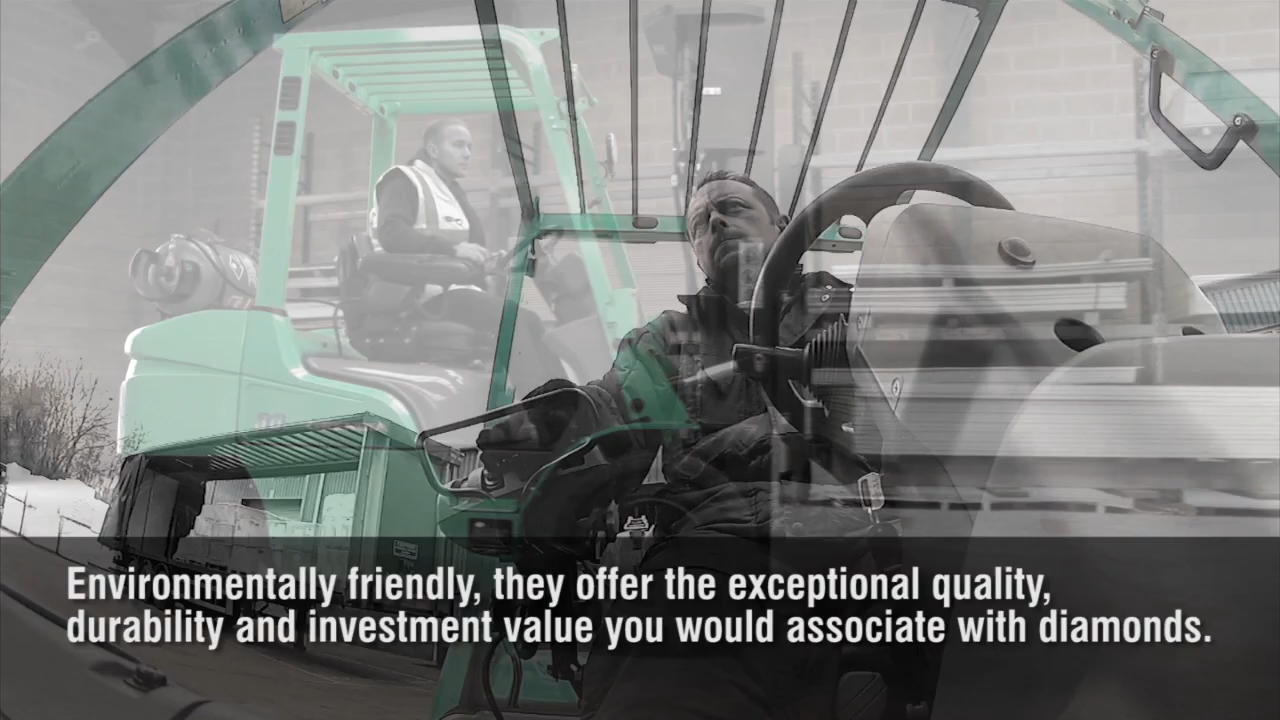 Environmentally friendly, they offer the exceptional quality,
durability and investment value you would associate with diamonds.